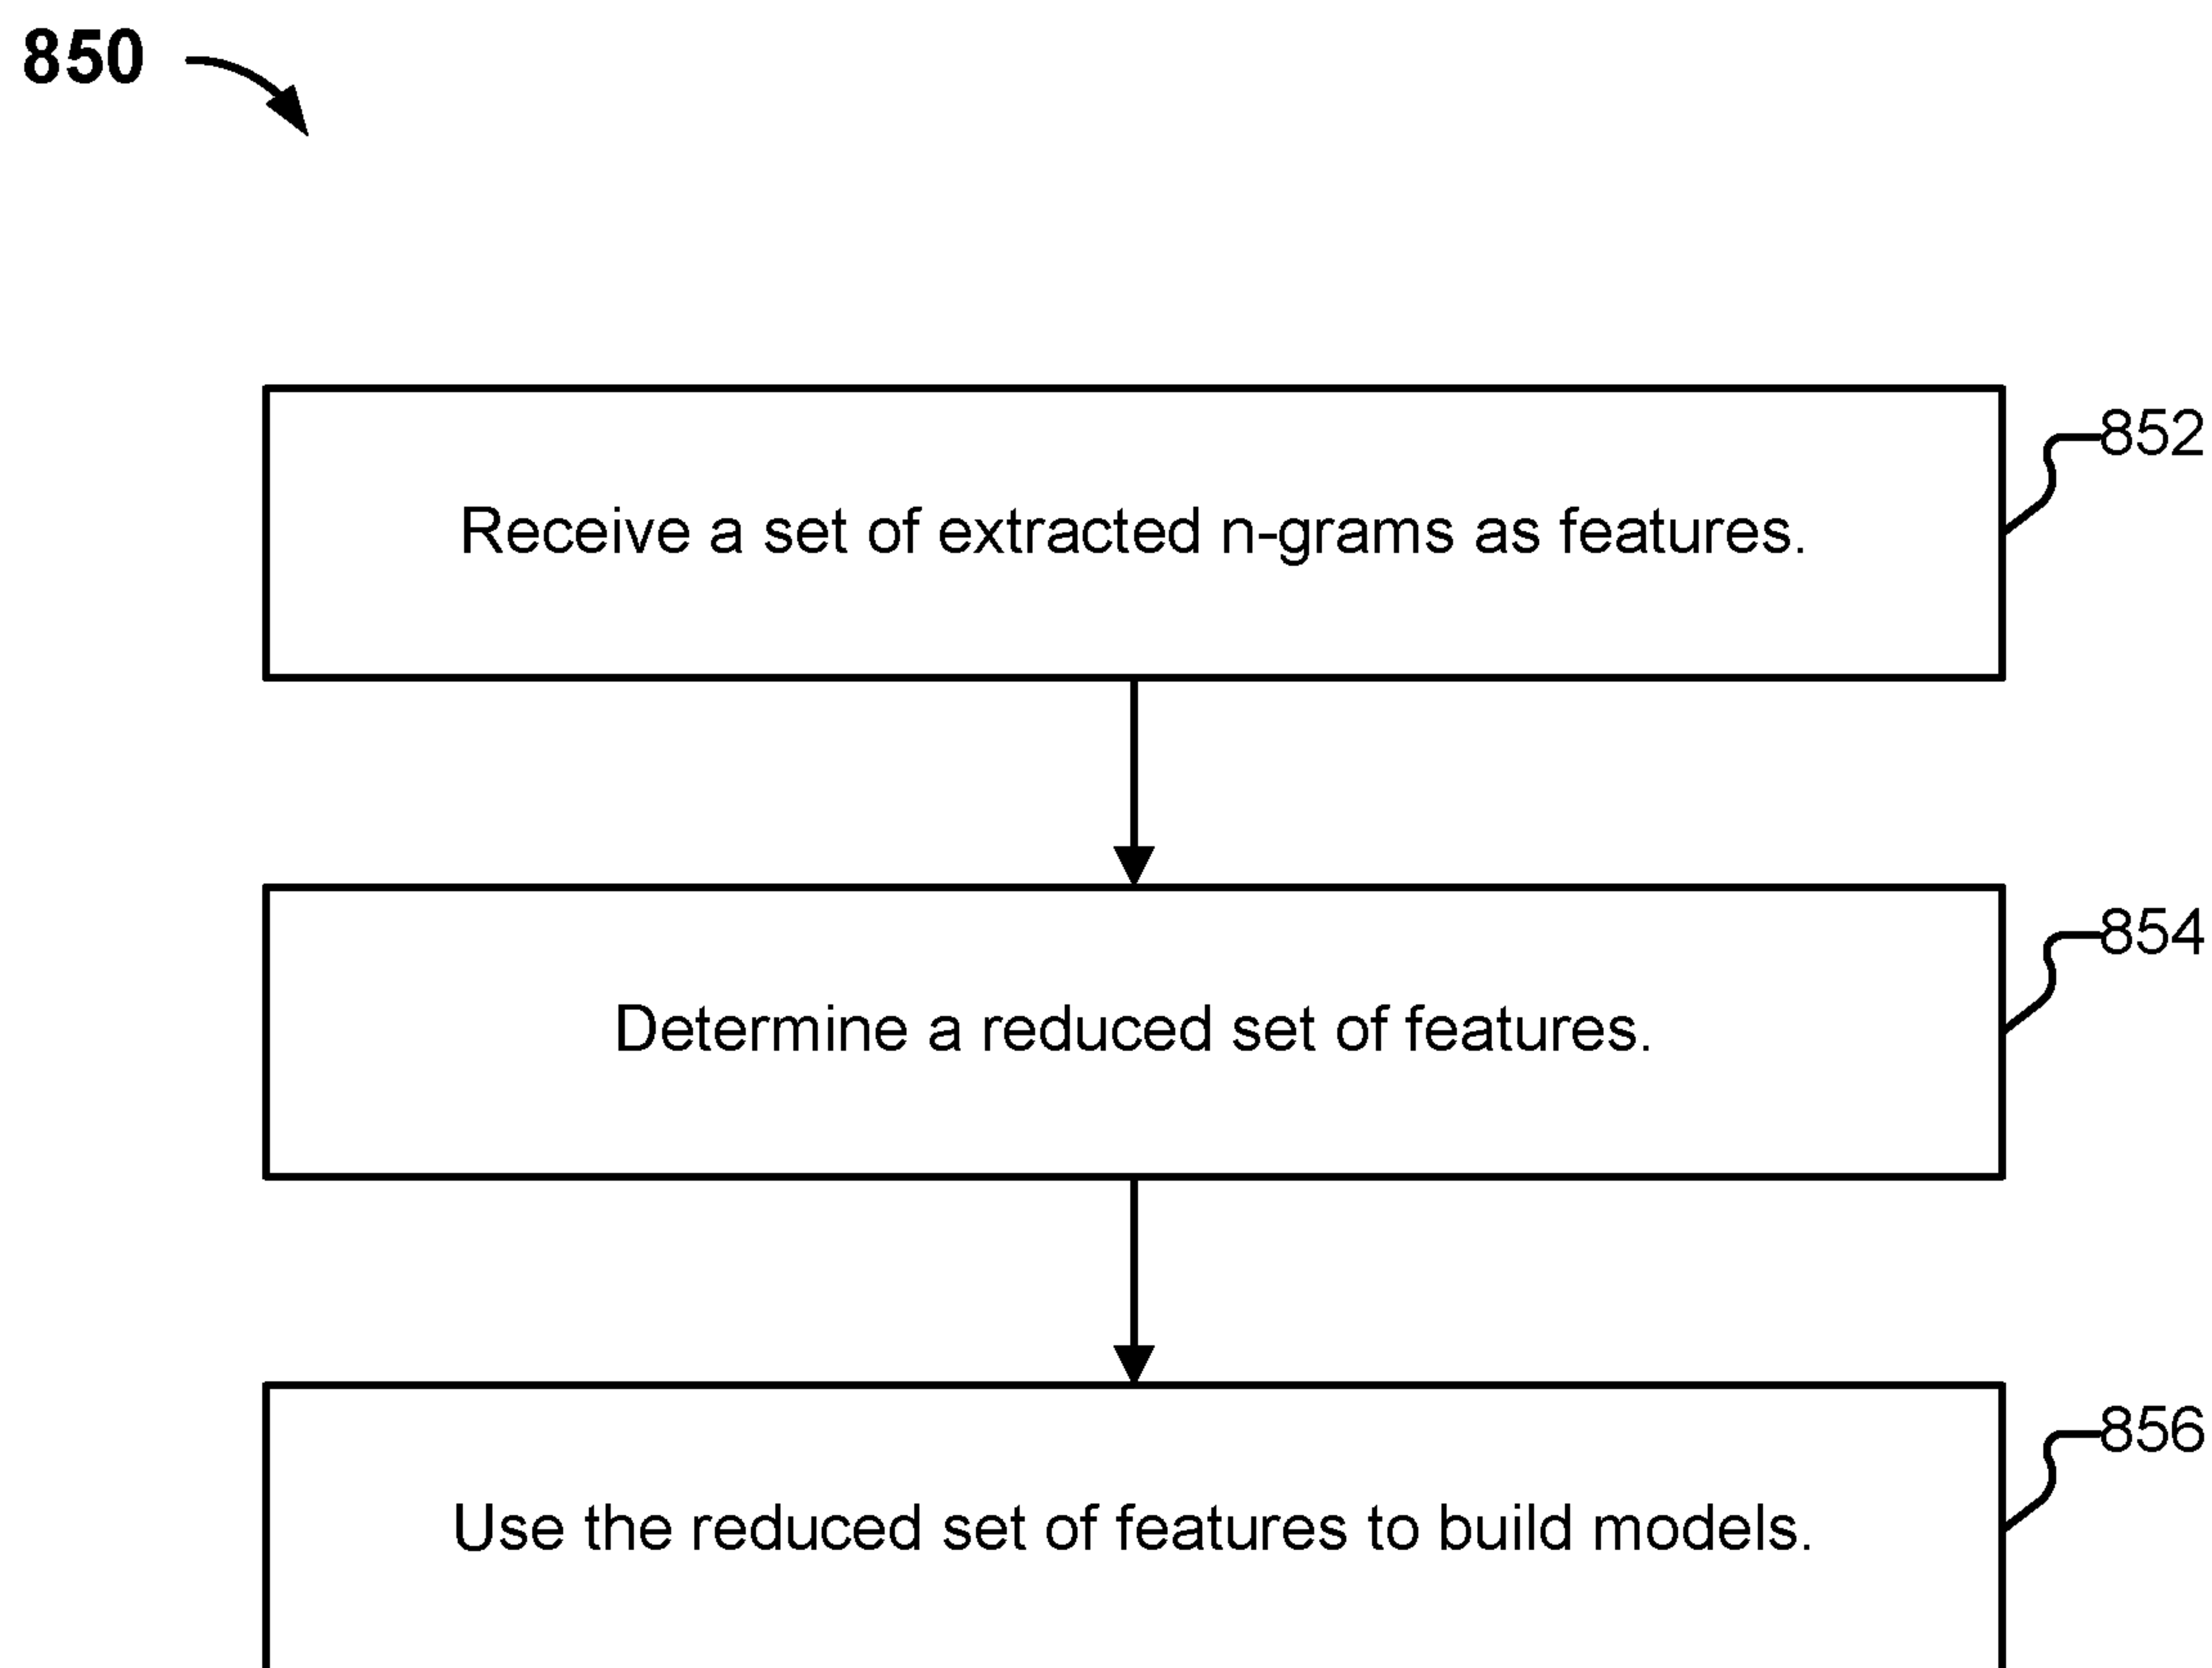 850
852
Receive a set of extracted n-grams as features.
854
Determine a reduced set of features.
856
Use the reduced set of features to build models.